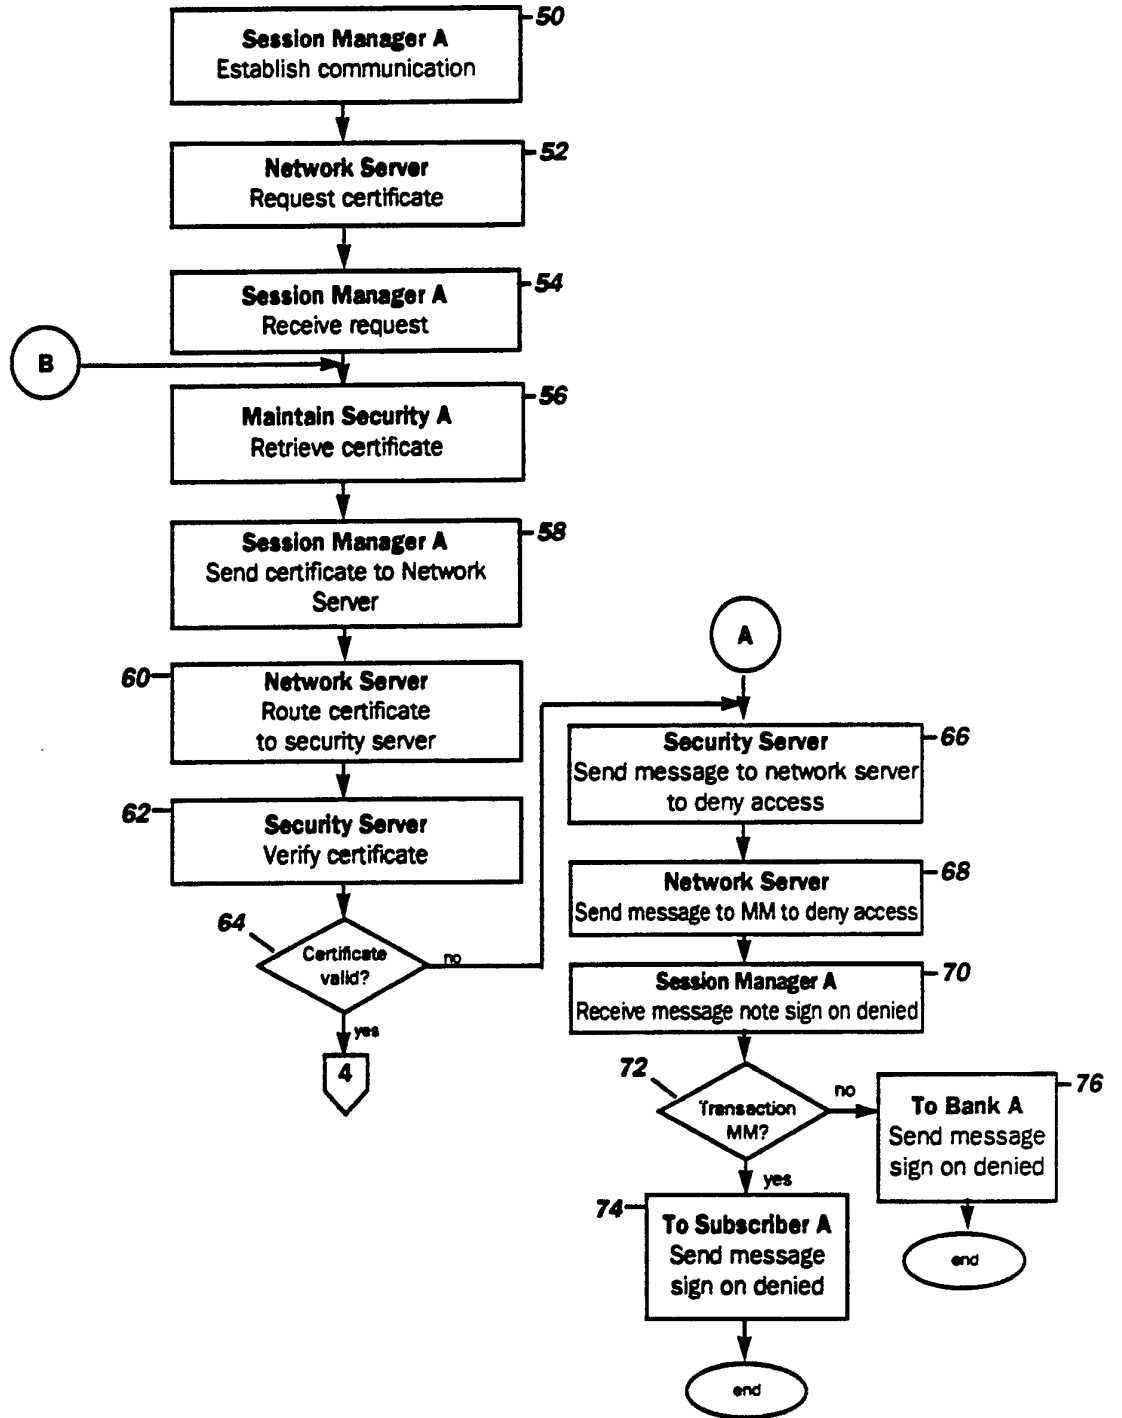 50
Session Manager A
Establish communication
52
Network Server
Request certificate
54
Session Manager A
Receive request
B
56
Maintain Security A
Retrieve certificate
58
Session Manager A
Send certificate to Network
Server
60
Network Server
Route certificate
to security server
62
Security Server
Verify certificate
64
Certificate
valid?
no
yes
4
A
66
Security Server
Send message to network server
to deny access
68
Network Server
Send message to MM to deny access
70
Session Manager A
Receive message note sign on denied
72
Transaction
MM?
no
76
To Bank A
Send message
sign on denied
end
yes
74
To Subscriber A
Send message
sign on denied
end